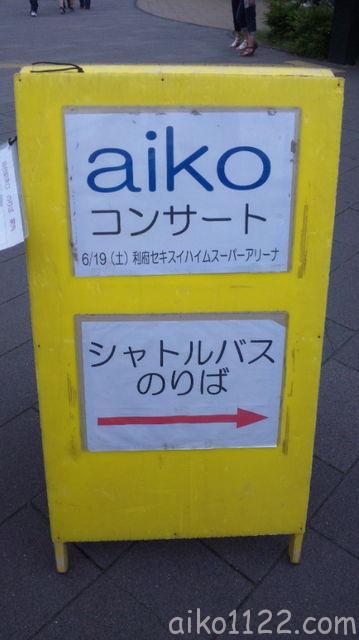 aiko
コンサート
6/19（土）利府セキスイハイムスーパーアリーナ
シャトルバス
のりば
aiko1122.com